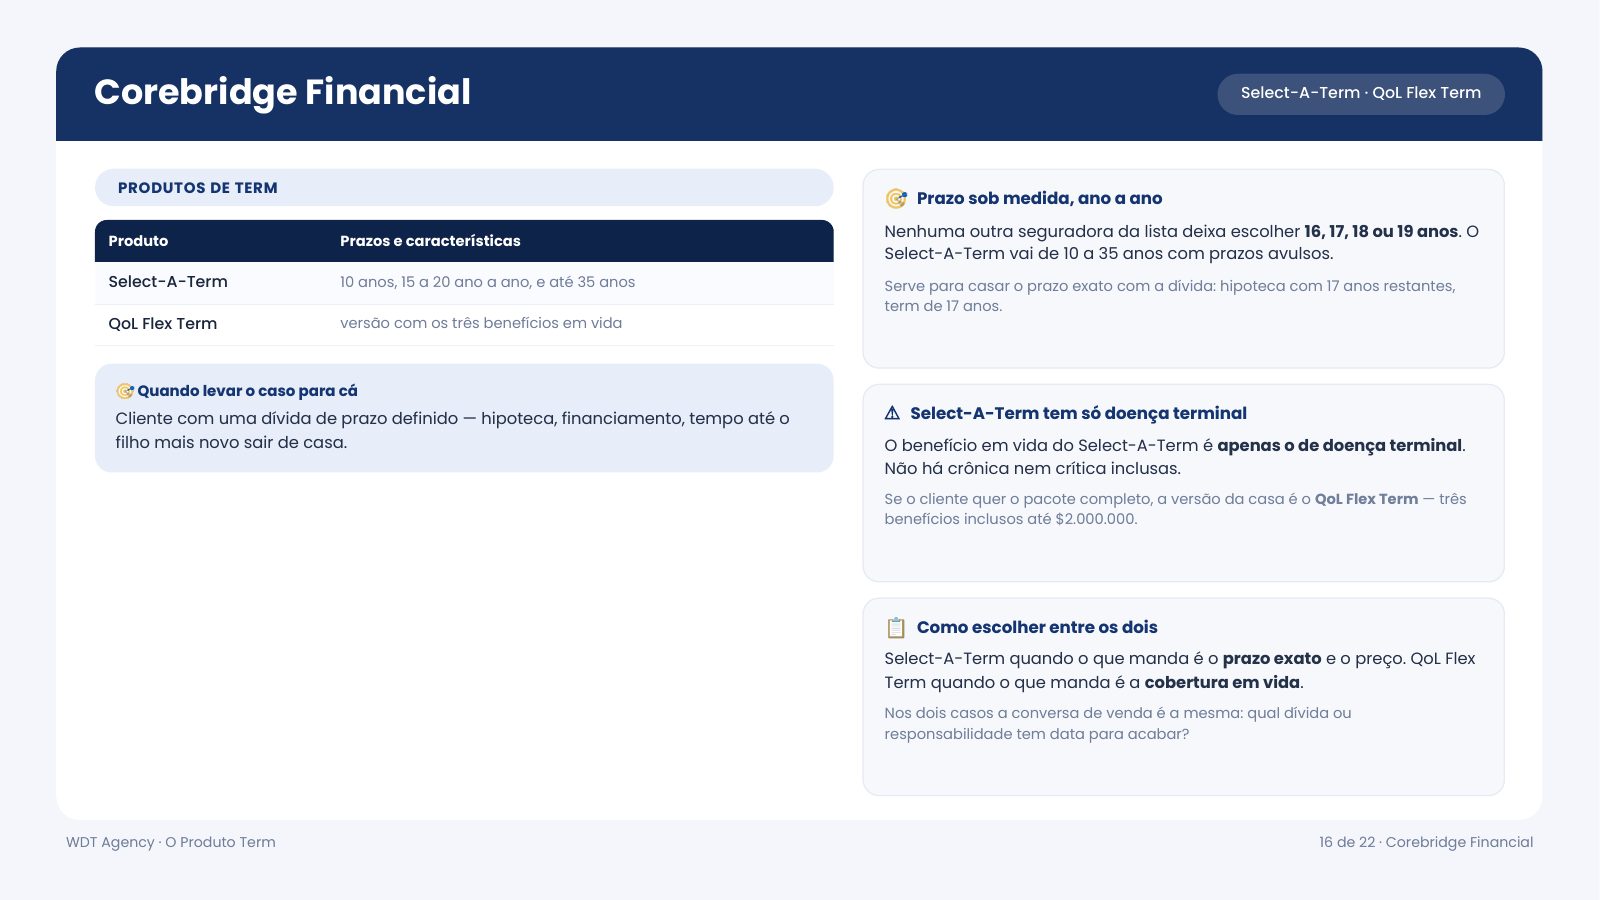 Corebridge Financial
Select-A-Term · QoL Flex Term
PRODUTOS DE TERM
Produto Prazos e características
Select-A-Term 10 anos, 15 a 20 ano a ano, e até 35 anos
QoL Flex Term versão com os três benefícios em vida
🎯 Quando levar o caso para cá
Cliente com uma dívida de prazo definido — hipoteca, financiamento, tempo até o
filho mais novo sair de casa.
🎯 Prazo sob medida, ano a ano
Nenhuma outra seguradora da lista deixa escolher 16, 17, 18 ou 19 anos. O
Select-A-Term vai de 10 a 35 anos com prazos avulsos.
Serve para casar o prazo exato com a dívida: hipoteca com 17 anos restantes,
term de 17 anos.
⚠ Select-A-Term tem só doença terminal
O benefício em vida do Select-A-Term é apenas o de doença terminal.
Não há crônica nem crítica inclusas.
Se o cliente quer o pacote completo, a versão da casa é o QoL Flex Term — três
benefícios inclusos até $2.000.000.
📋 Como escolher entre os dois
Select-A-Term quando o que manda é o prazo exato e o preço. QoL Flex
Term quando o que manda é a cobertura em vida.
Nos dois casos a conversa de venda é a mesma: qual dívida ou
responsabilidade tem data para acabar?
WDT Agency · O Produto Term
16 de 22 · Corebridge Financial